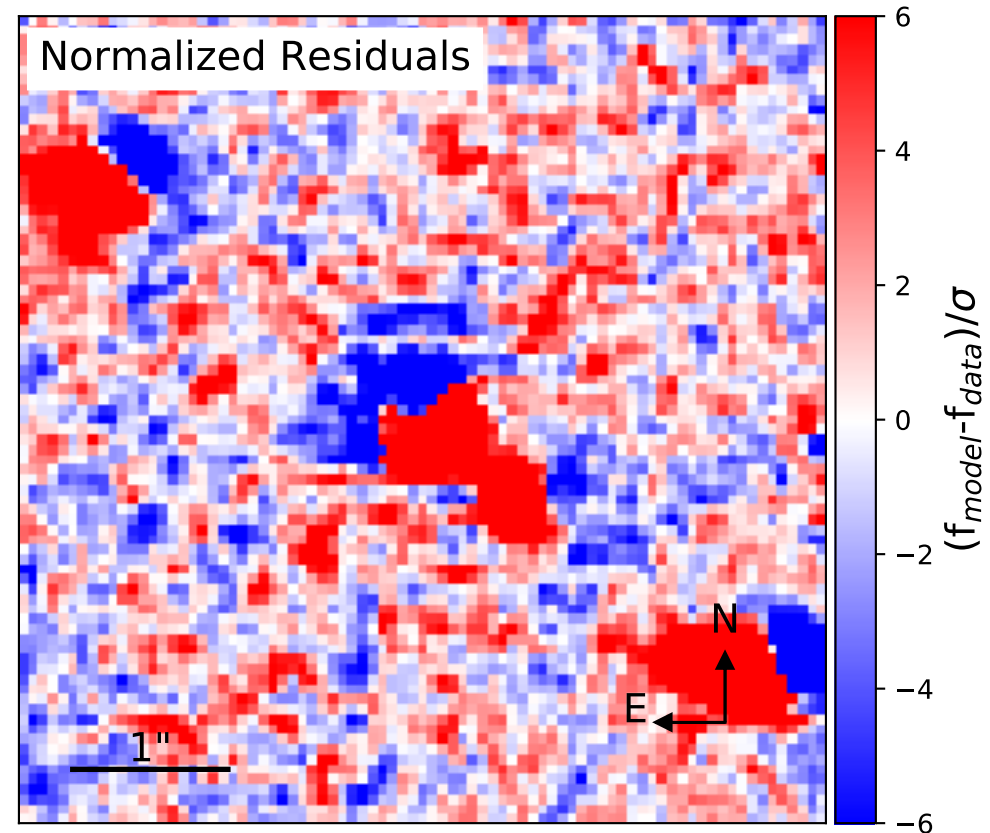 Normalized Residuals
6
4
2
0
−2
−4
−6
(f_model-f_data)/σ
N
E
1"